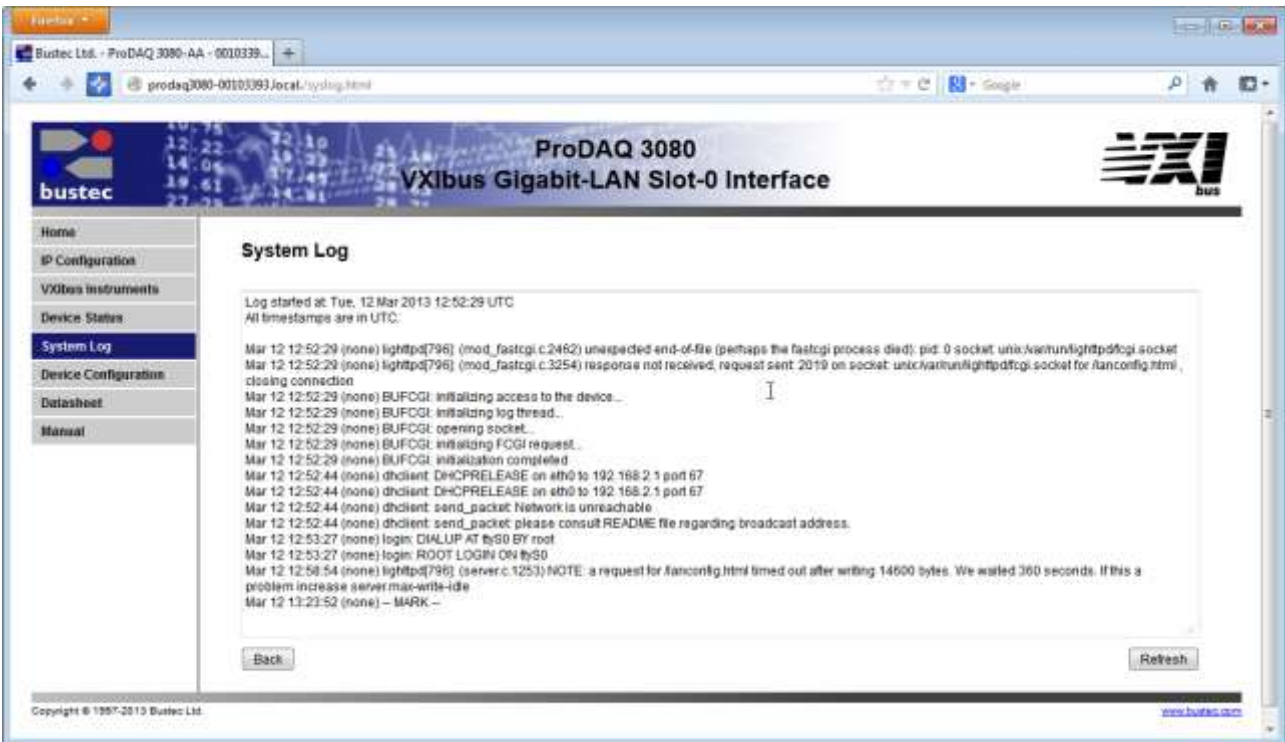 Firefox
Bustec Ltd. - ProDAQ 3080-AA - 0010339...
prodaq3080-00103393.local./syslog.html
Google
bustec
ProDAQ 3080
VXIbus Gigabit-LAN Slot-0 Interface
VXI
bus
Home
IP Configuration
VXIbus Instruments
Device Status
System Log
Device Configuration
Datasheet
Manual
System Log
Log started at: Tue, 12 Mar 2013 12:52:29 UTC
All timestamps are in UTC.
Mar 12 12:52:29 (none) lighttpd[796]: (mod_fastcgi.c.2462) unexpected end-of-file (perhaps the fastcgi process died): pid: 0 socket: unix:/var/run/lighttpd/fcgi.socket
Mar 12 12:52:29 (none) lighttpd[796]: (mod_fastcgi.c.3254) response not received, request sent: 2019 on socket: unix:/var/run/lighttpd/fcgi.socket for /lanconfig.html ,
closing connection
Mar 12 12:52:29 (none) BUFCGI: initializing access to the device...
Mar 12 12:52:29 (none) BUFCGI: initializing log thread...
Mar 12 12:52:29 (none) BUFCGI: opening socket...
Mar 12 12:52:29 (none) BUFCGI: initializing FCGI request...
Mar 12 12:52:29 (none) BUFCGI: initialization completed
Mar 12 12:52:44 (none) dhclient: DHCPRELEASE on eth0 to 192.168.2.1 port 67
Mar 12 12:52:44 (none) dhclient: DHCPRELEASE on eth0 to 192.168.2.1 port 67
Mar 12 12:52:44 (none) dhclient: send_packet: Network is unreachable
Mar 12 12:52:44 (none) dhclient: send_packet: please consult README file regarding broadcast address.
Mar 12 12:53:27 (none) login: DIALUP AT ttyS0 BY root
Mar 12 12:53:27 (none) login: ROOT LOGIN ON ttyS0
Mar 12 12:58:54 (none) lighttpd[796]: (server.c.1253) NOTE: a request for /lanconfig.html timed out after writing 14600 bytes. We waited 360 seconds. If this a
problem increase server.max-write-idle
Mar 12 13:23:52 (none) -- MARK --
Back
Refresh
Copyright © 1997-2013 Bustec Ltd.
www.bustec.com